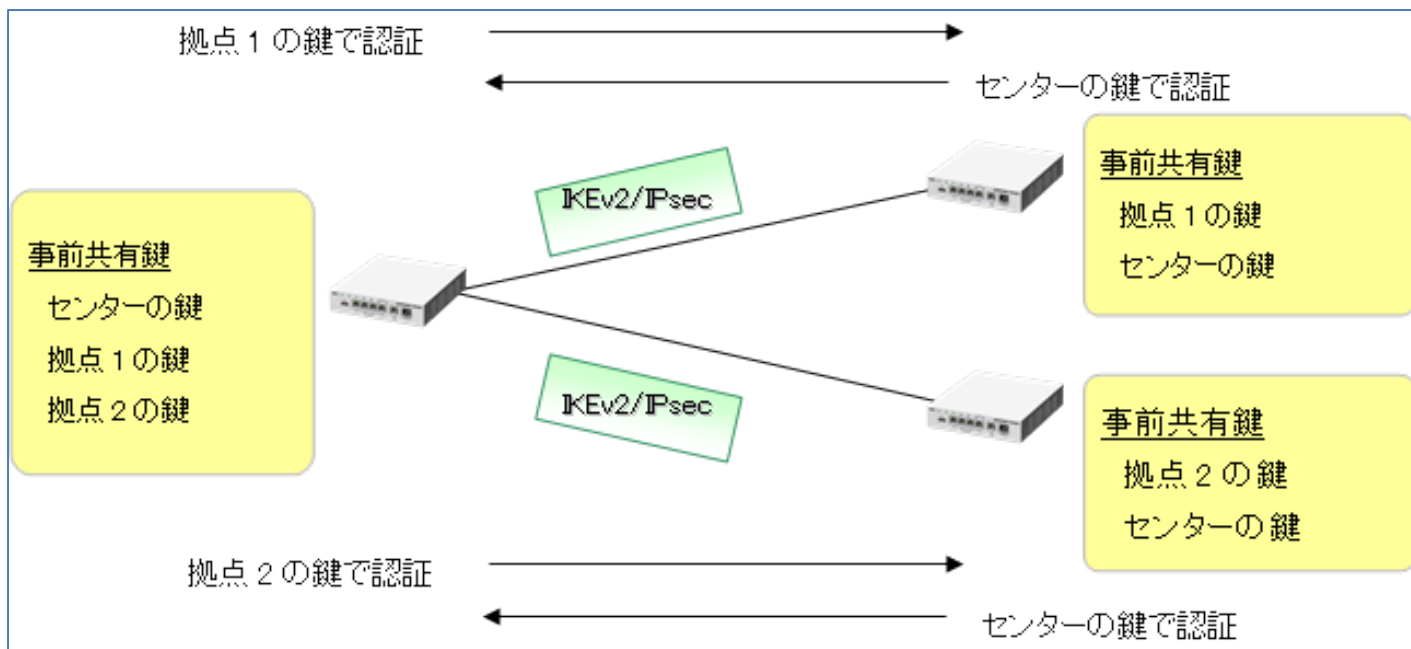 拠点１の鍵で認証
センターの鍵で認証
IKEv2/IPsec
事前共有鍵
拠点１の鍵
センターの鍵
事前共有鍵
センターの鍵
拠点１の鍵
拠点２の鍵
IKEv2/IPsec
事前共有鍵
拠点２の鍵
センターの鍵
拠点２の鍵で認証
センターの鍵で認証